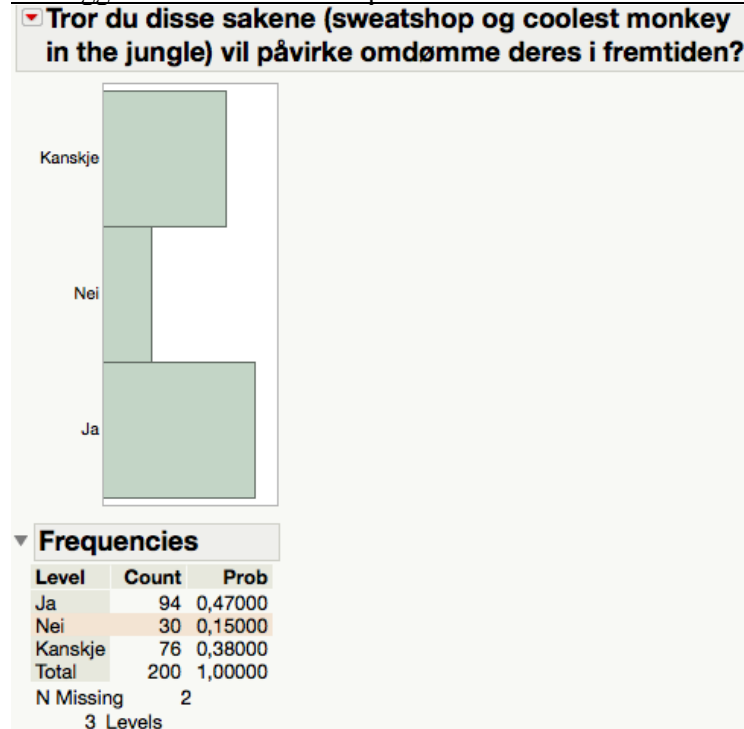 Tror du disse sakene (sweatshop og coolest monkey
in the jungle) vil påvirke omdømme deres i fremtiden?
Kanskje
Nei
Ja
Frequencies
Level Count Prob
Ja 94 0,47000
Nei 30 0,15000
Kanskje 76 0,38000
Total 200 1,00000
N Missing 2
3 Levels